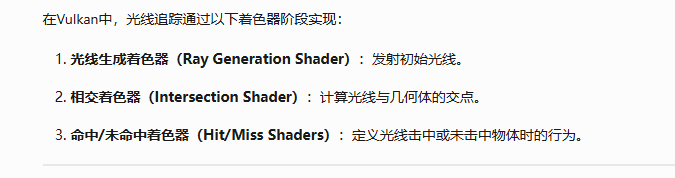 在Vulkan中，光线追踪通过以下着色器阶段实现：
1. 光线生成着色器（Ray Generation Shader）：发射初始光线。
2. 相交着色器（Intersection Shader）：计算光线与几何体的交点。
3. 命中/未命中着色器（Hit/Miss Shaders）：定义光线击中或未击中物体时的行为。